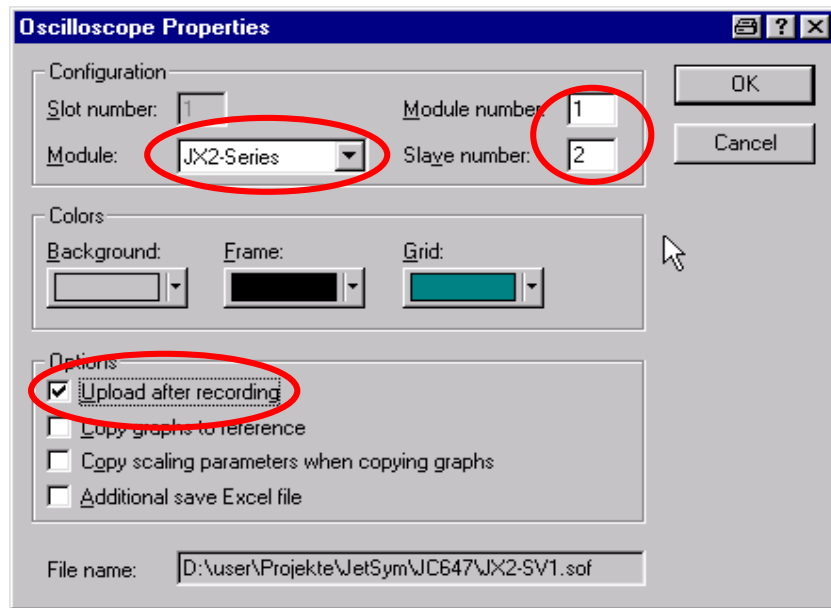 Oscilloscope Properties
Configuration
Slot number: 1 Module number: 1
Module: JX2-Series Slave number: 2
OK
Cancel
Colors
Background: Frame: Grid:
Options
Upload after recording
Copy graphs to reference
Copy scaling parameters when copying graphs
Additional save Excel file
File name: D:\user\Projekte\JetSym\JC647\JX2-SV1.sof